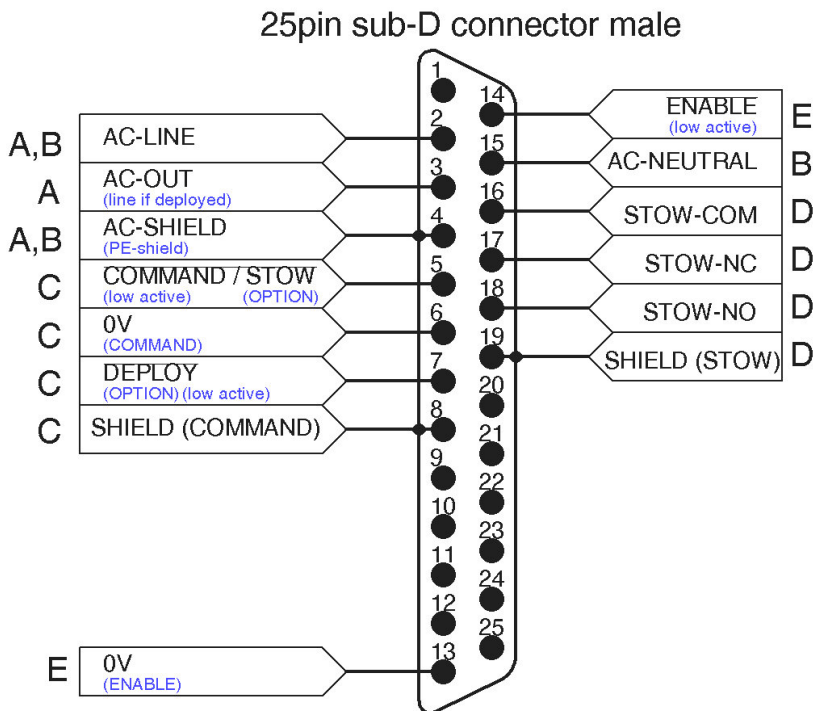 25pin sub-D connector male
A,B AC-LINE 2
A AC-OUT 3
(line if deployed)
A,B AC-SHIELD 4
(PE-shield)
C COMMAND / STOW 5
(low active) (OPTION)
C 0V 6
(COMMAND)
C DEPLOY 7
(OPTION) (low active)
C SHIELD (COMMAND) 8
1
9
10
11
12
E 0V 13
(ENABLE)
14 ENABLE E
(low active)
15 AC-NEUTRAL B
16 STOW-COM D
17 STOW-NC D
18 STOW-NO D
19 SHIELD (STOW) D
20
21
22
23
24
25